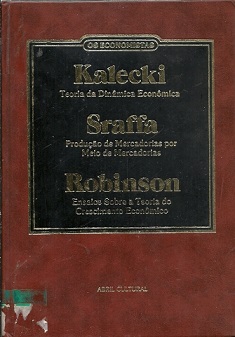 OS ECONOMISTAS
Kalecki
Teoria da Dinâmica Econômica
Sraffa
Produção de Mercadorias por
Meio de Mercadorias
Robinson
Ensaios Sobre a Teoria do
Crescimento Econômico
ABRIL CULTURAL